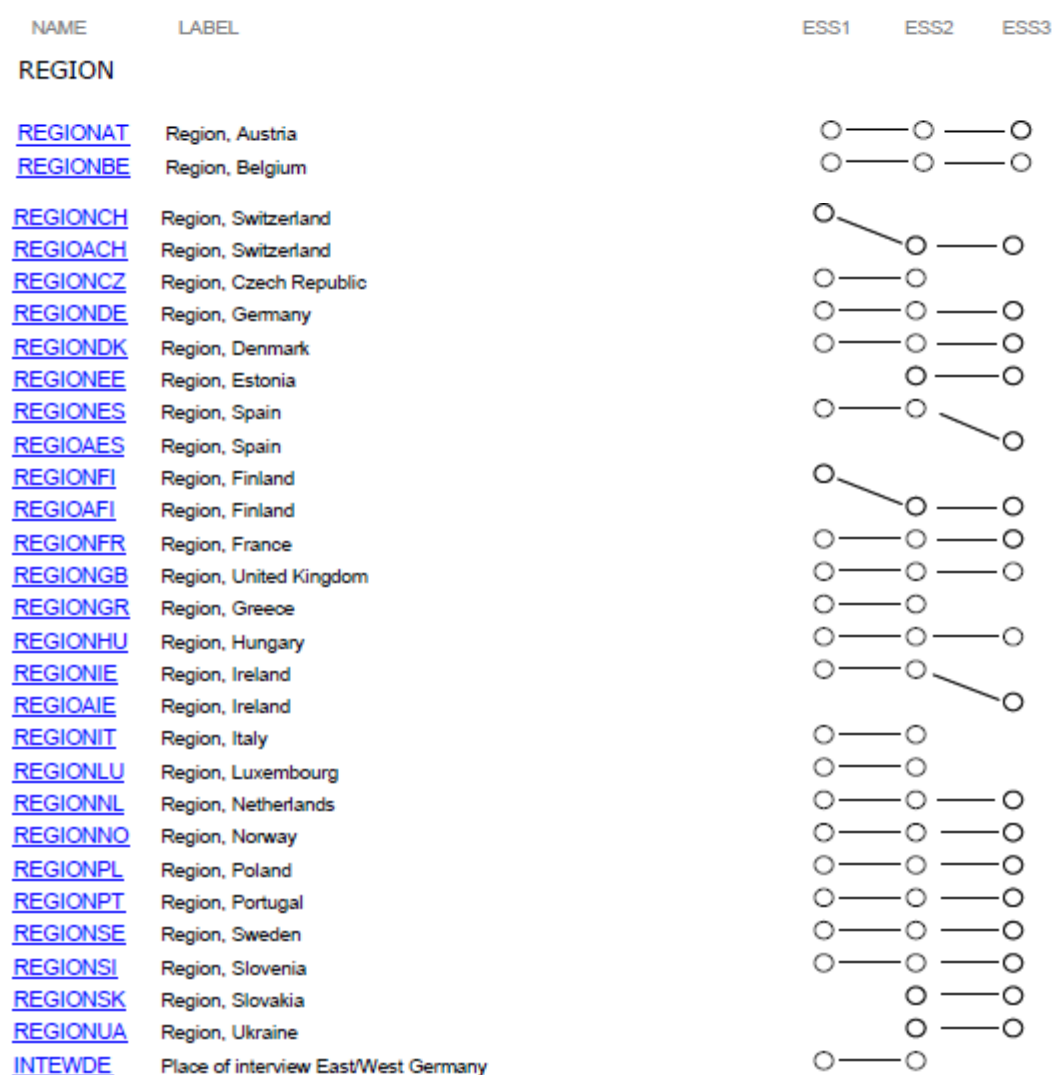 NAME LABEL ESS1 ESS2 ESS3
REGION
REGIONAT Region, Austria
REGIONBE Region, Belgium
REGIONCH Region, Switzerland
REGIOACH Region, Switzerland
REGIONCZ Region, Czech Republic
REGIONDE Region, Germany
REGIONDK Region, Denmark
REGIONEE Region, Estonia
REGIONES Region, Spain
REGIOAES Region, Spain
REGIONFI Region, Finland
REGIOAFI Region, Finland
REGIONFR Region, France
REGIONGB Region, United Kingdom
REGIONGR Region, Greece
REGIONHU Region, Hungary
REGIONIE Region, Ireland
REGIOAIE Region, Ireland
REGIONIT Region, Italy
REGIONLU Region, Luxembourg
REGIONNL Region, Netherlands
REGIONNO Region, Norway
REGIONPL Region, Poland
REGIONPT Region, Portugal
REGIONSE Region, Sweden
REGIONSI Region, Slovenia
REGIONSK Region, Slovakia
REGIONUA Region, Ukraine
INTEWDE Place of interview East/West Germany